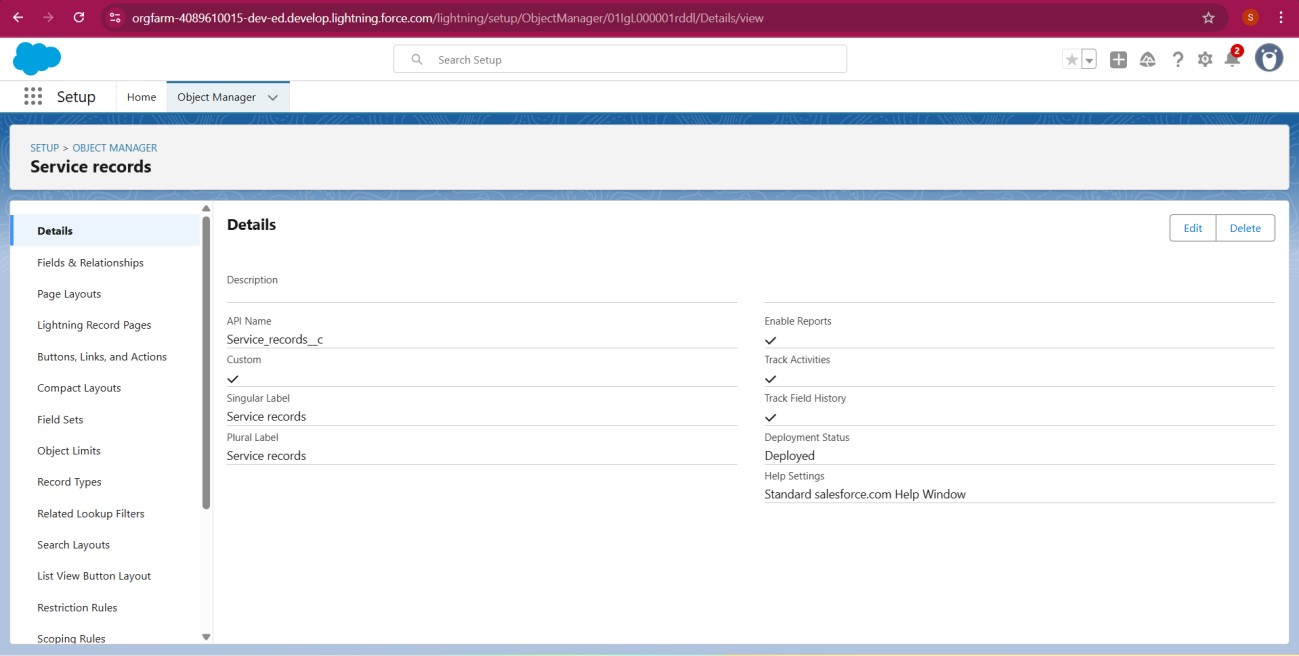 orgfarm-4089610015-dev-ed.develop.lightning.force.com/lightning/setup/ObjectManager/01IgL000001rddl/Details/view
S
Search Setup
2
Setup
Home
Object Manager
SETUP > OBJECT MANAGER
Service records
Details
Fields & Relationships
Page Layouts
Lightning Record Pages
Buttons, Links, and Actions
Compact Layouts
Field Sets
Object Limits
Record Types
Related Lookup Filters
Search Layouts
List View Button Layout
Restriction Rules
Scoping Rules
Details
Edit
Delete
Description
API Name
Service_records__c
Custom
Singular Label
Service records
Plural Label
Service records
Enable Reports
Track Activities
Track Field History
Deployment Status
Deployed
Help Settings
Standard salesforce.com Help Window